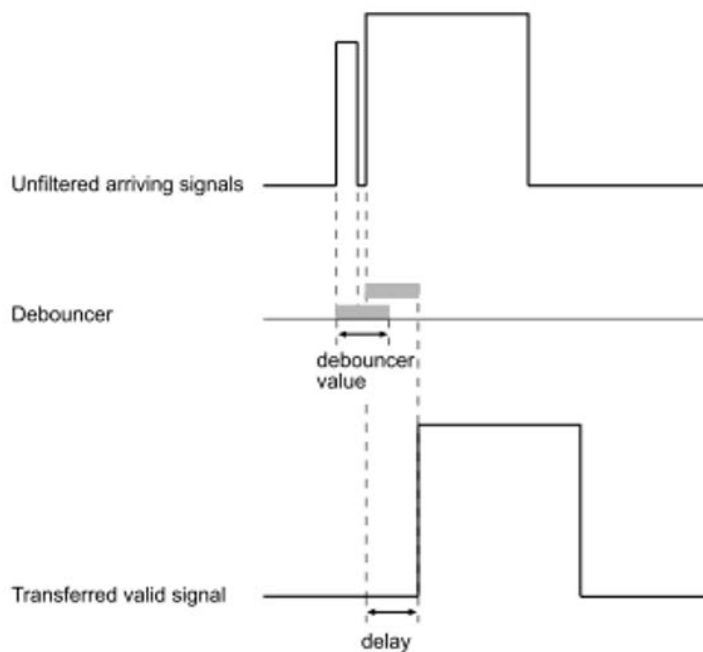 Unfiltered arriving signals
Debouncer
debouncer
value
Transferred valid signal
delay